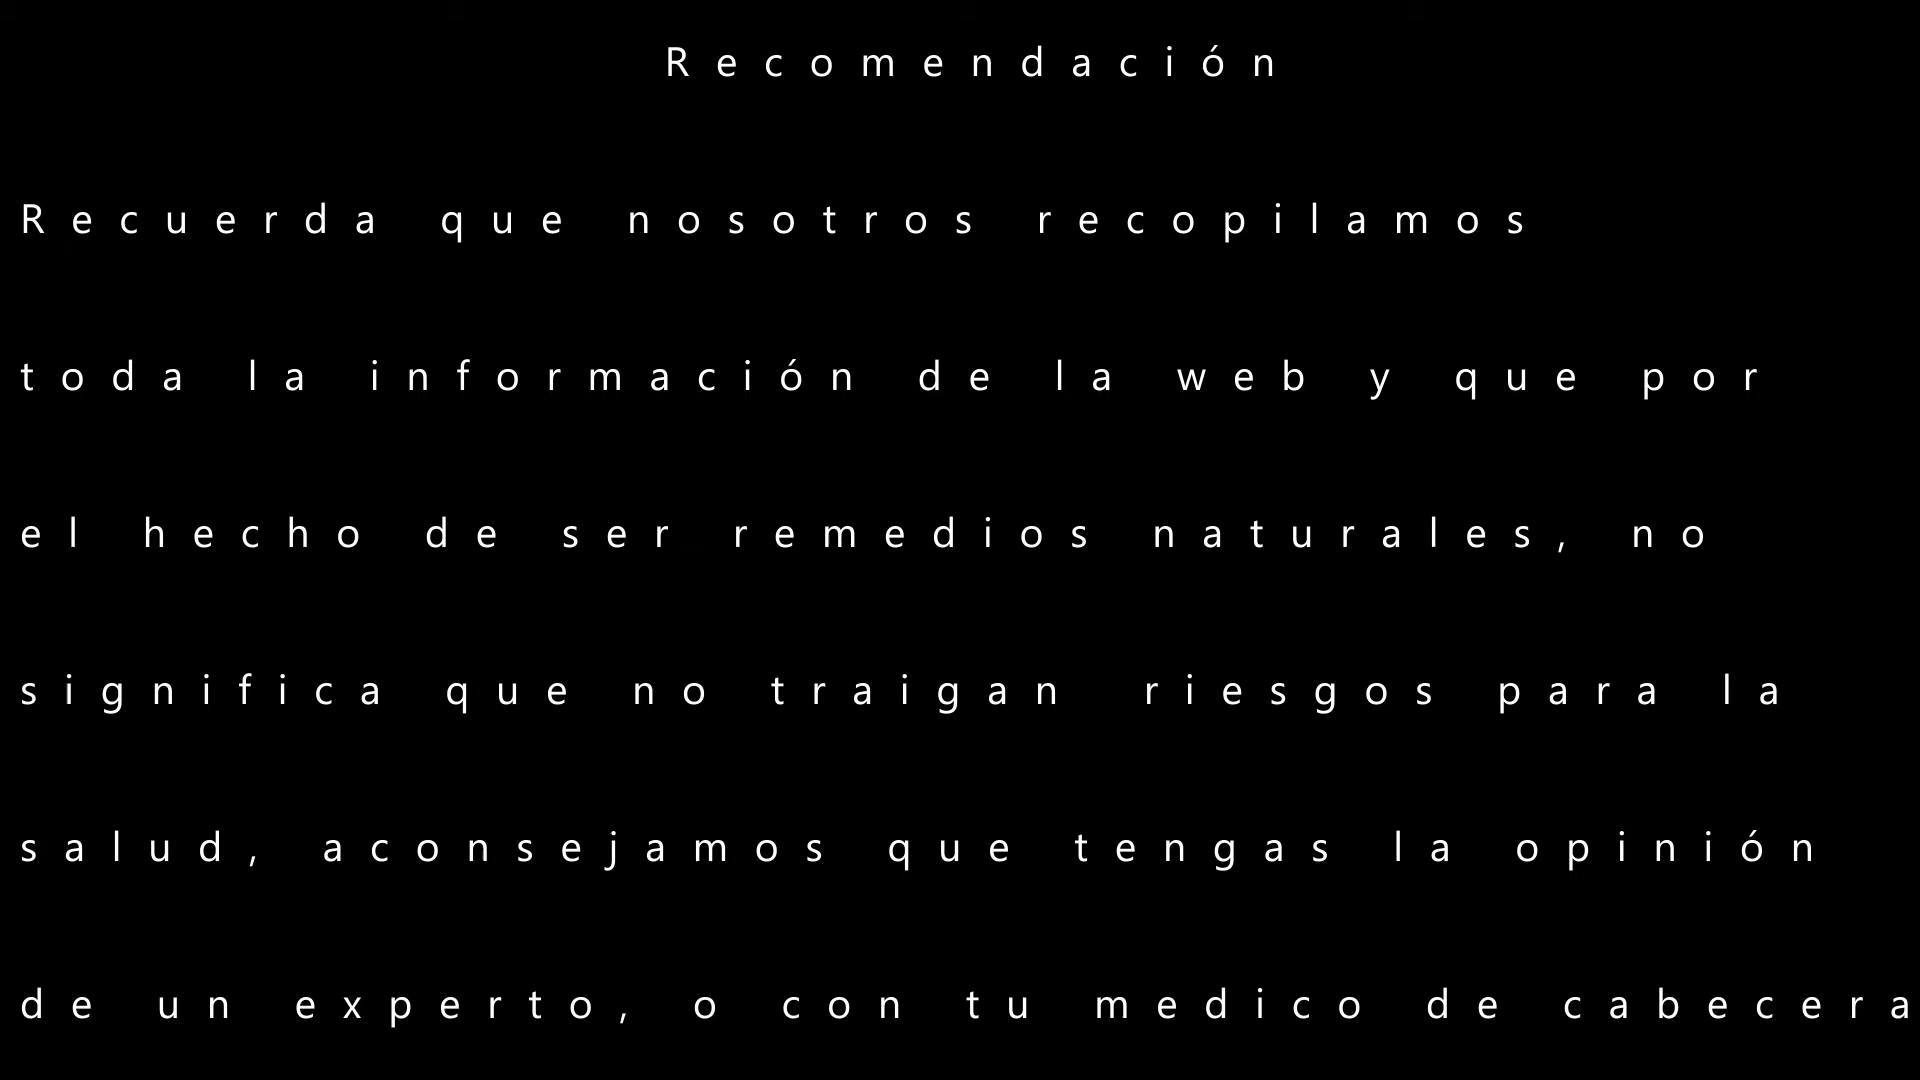 Recomendación
Recuerda que nosotros recopilamos
toda la información de la web y que por
el hecho de ser remedios naturales, no
significa que no traigan riesgos para la
salud, aconsejamos que tengas la opinión
de un experto, o con tu medico de cabecera